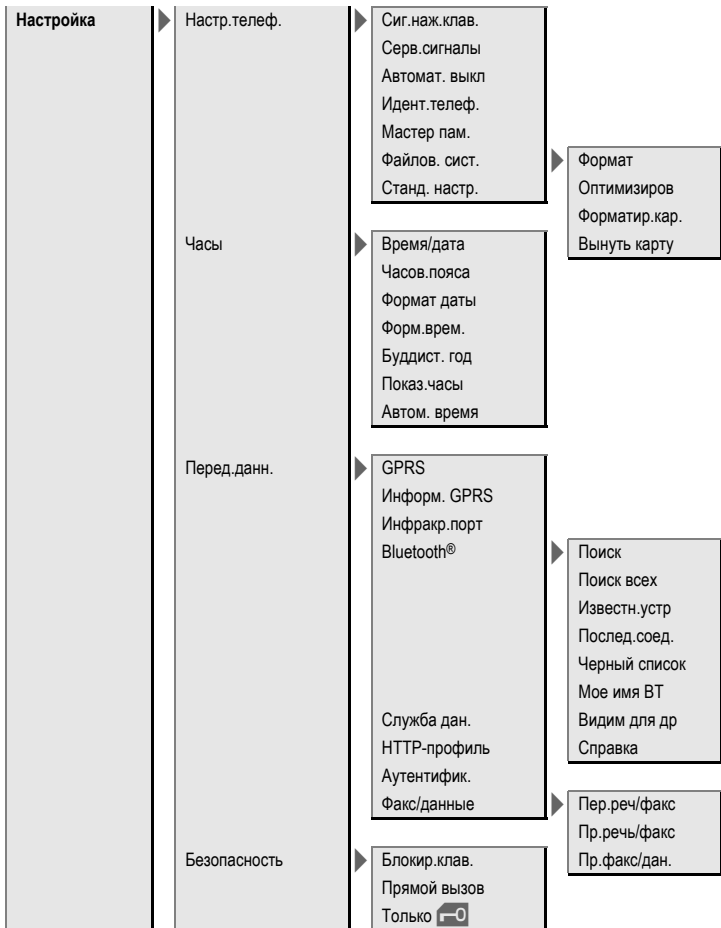 Настройка
Настр.телеф.
Сиг.наж.клав.
Серв.сигналы
Автомат. выкл
Идент.телеф.
Мастер пам.
Файлов. сист.
Формат
Оптимизиров
Форматир.кар.
Вынуть карту
Станд. настр.
Часы
Время/дата
Часов.пояса
Формат даты
Форм.врем.
Буддист. год
Показ.часы
Автом. время
Перед.данн.
GPRS
Информ. GPRS
Инфракр.порт
Bluetooth®
Поиск
Поиск всех
Известн.устр
Послед.соед.
Черный список
Мое имя BT
Видим для др
Справка
Служба дан.
HTTP-профиль
Аутентифик.
Факс/данные
Пер.реч/факс
Пр.речь/факс
Пр.факс/дан.
Безопасность
Блокир.клав.
Прямой вызов
Только